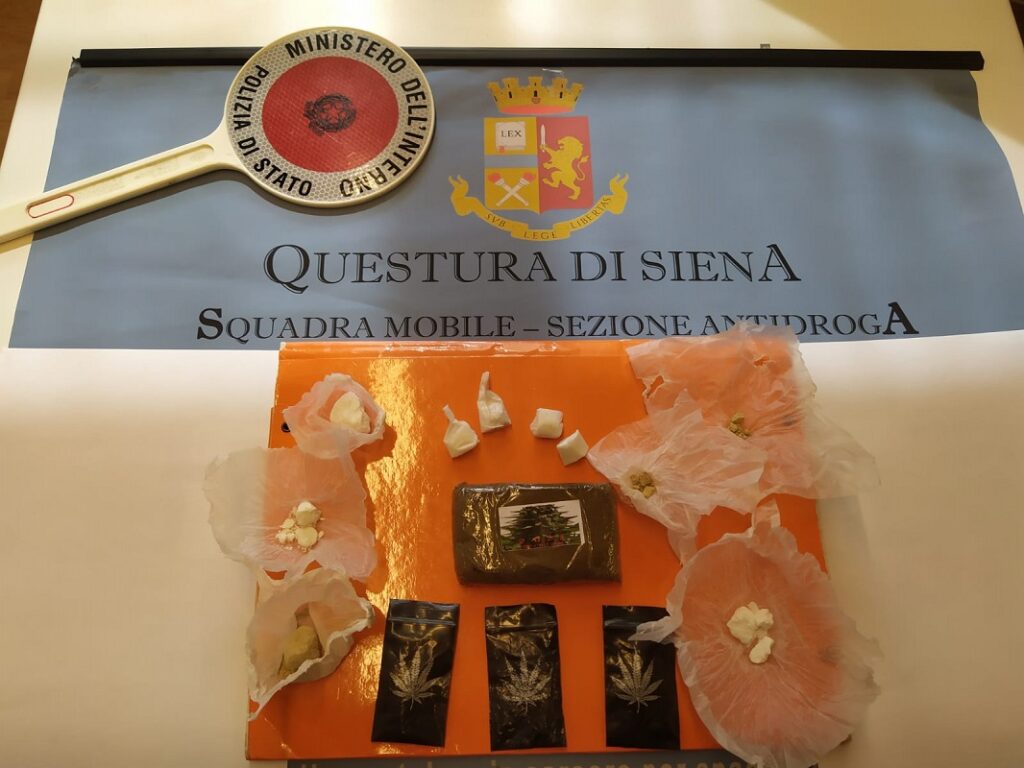 MINISTERO DELL'INTERNO
POLIZIA DI STATO
LEX
SVB LEGE LIBERTAS
QUESTURA DI SIENA
SQUADRA MOBILE – SEZIONE ANTIDROGA